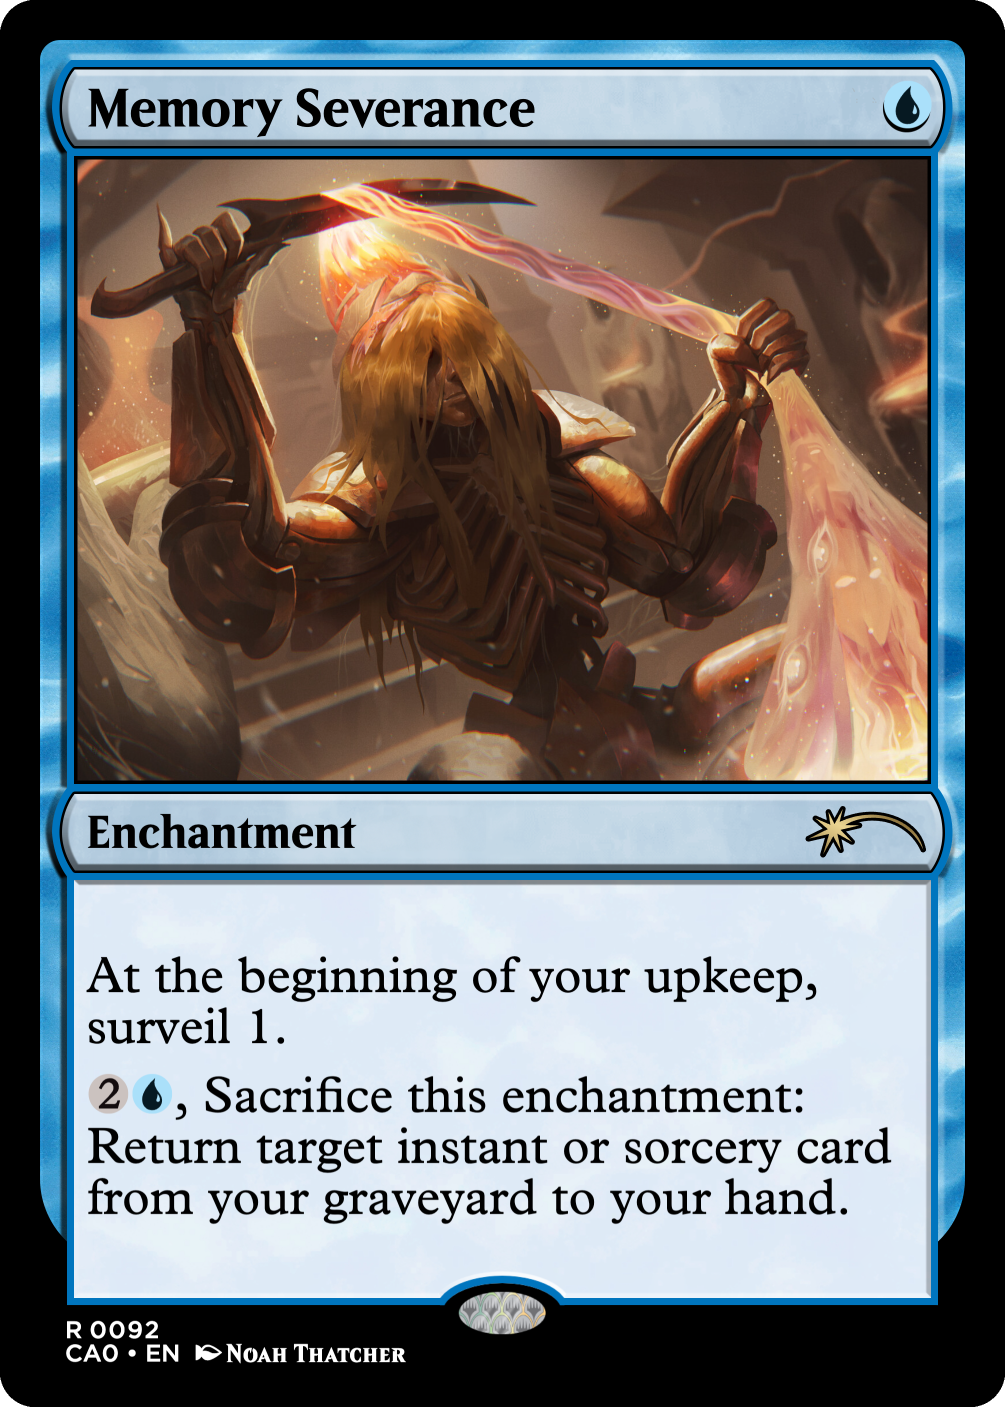 Memory Severance
Enchantment
At the beginning of your upkeep,
surveil 1.
2, Sacrifice this enchantment:
Return target instant or sorcery card
from your graveyard to your hand.
R 0092
CAO • EN NOAH THATCHER